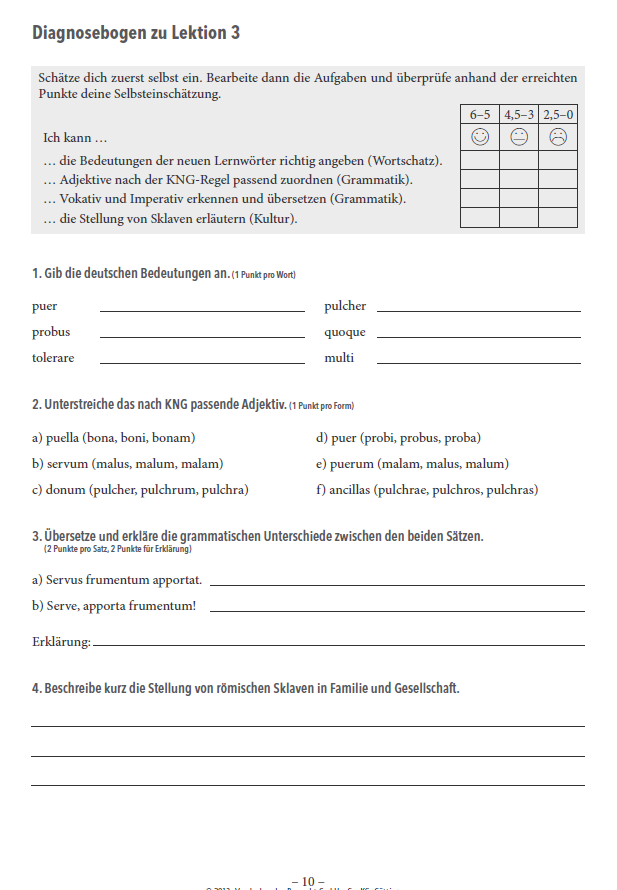 Diagnosebogen zu Lektion 3
Schätze dich zuerst selbst ein. Bearbeite dann die Aufgaben und überprüfe anhand der erreichten
Punkte deine Selbsteinschätzung.
6–5 4,5–3 2,5–0
Ich kann …
… die Bedeutungen der neuen Lernwörter richtig angeben (Wortschatz).
… Adjektive nach der KNG-Regel passend zuordnen (Grammatik).
… Vokativ und Imperativ erkennen und übersetzen (Grammatik).
… die Stellung von Sklaven erläutern (Kultur).
1. Gib die deutschen Bedeutungen an. (1 Punkt pro Wort)
puer pulcher
probus quoque
tolerare multi
2. Unterstreiche das nach KNG passende Adjektiv. (1 Punkt pro Form)
a) puella (bona, boni, bonam) d) puer (probi, probus, proba)
b) servum (malus, malum, malam) e) puerum (malam, malus, malum)
c) donum (pulcher, pulchrum, pulchra) f) ancillas (pulchrae, pulchros, pulchras)
3. Übersetze und erkläre die grammatischen Unterschiede zwischen den beiden Sätzen.
(2 Punkte pro Satz, 2 Punkte für Erklärung)
a) Servus frumentum apportat.
b) Serve, apporta frumentum!
Erklärung:
4. Beschreibe kurz die Stellung von römischen Sklaven in Familie und Gesellschaft.
– 10 –